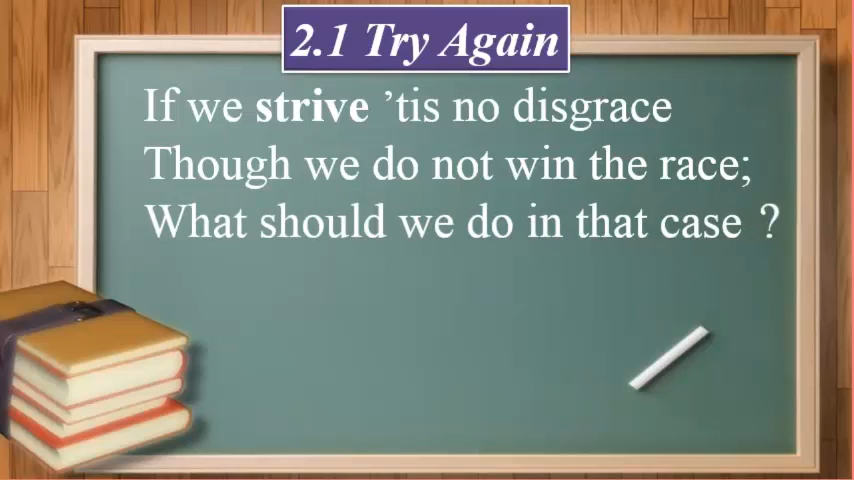 2.1 Try Again
If we strive ’tis no disgrace
Though we do not win the race;
What should we do in that case ?